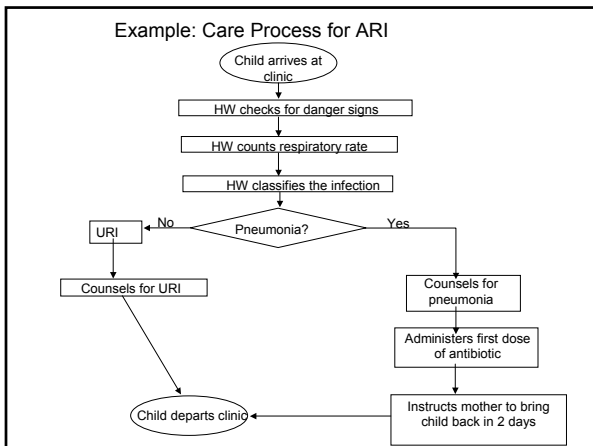 Example: Care Process for ARI
Child arrives at
clinic
HW checks for danger signs
HW counts respiratory rate
HW classifies the infection
Pneumonia?
No
Yes
URI
Counsels for URI
Counsels for
pneumonia
Administers first dose
of antibiotic
Instructs mother to bring
child back in 2 days
Child departs clinic